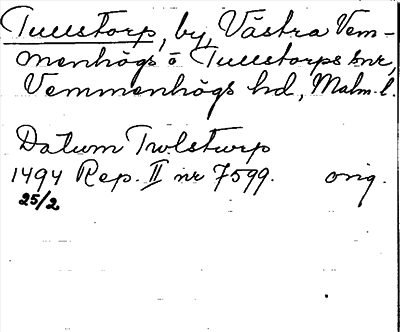 Tullstorp, by, Västra Vem-
menhögs o Tullstorps snr,
Vemmenhögs hd, Malm. l.
Datum Twlstwrp
1494 Rep. II nr 7599. orig.
25/2